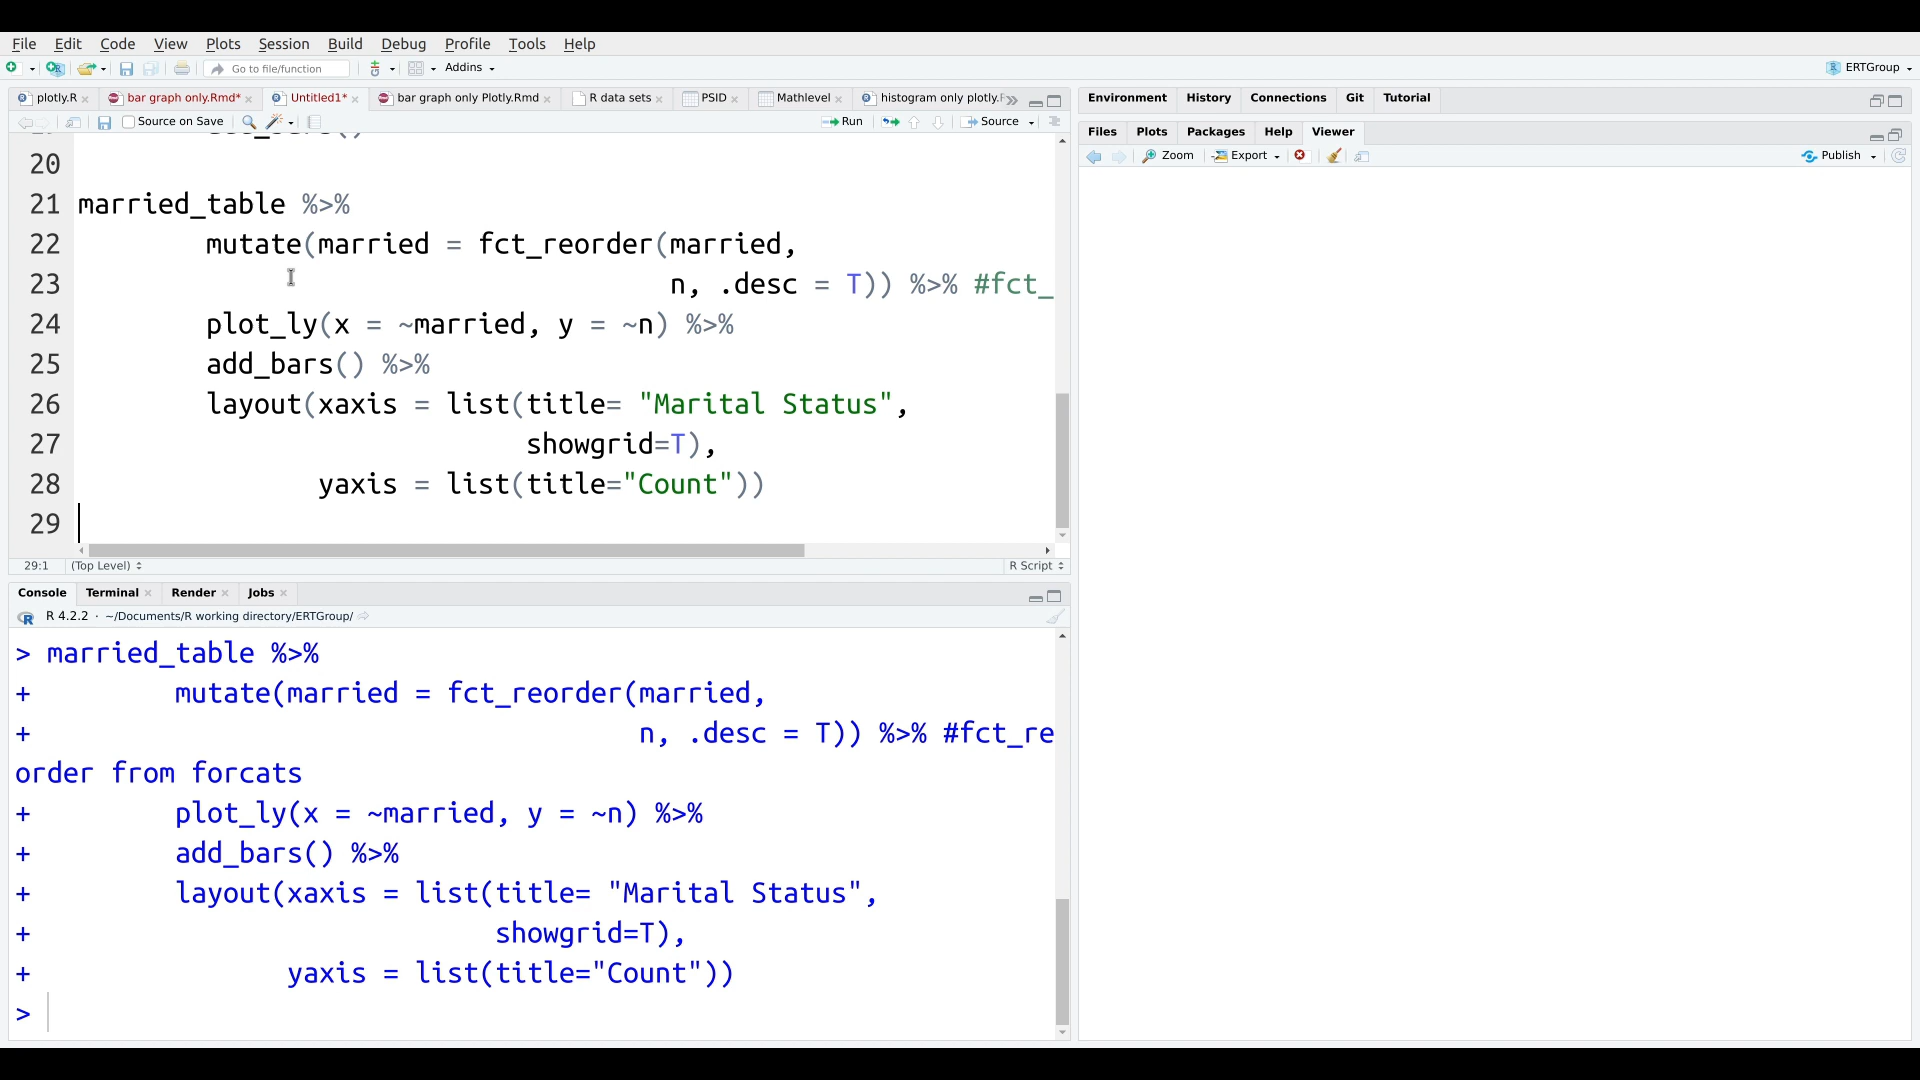 File Edit Code View Plots Session Build Debug Profile Tools Help
Go to file/function Addins ERTGroup
plotly.R bar graph only.Rmd* Untitled1* bar graph only Plotly.Rmd R data sets PSID Mathlevel histogram only plotly.
Source on Save Run Source
20
21 married_table %>%
22 mutate(married = fct_reorder(married,
23 n, .desc = T)) %>% #fct_
24 plot_ly(x = ~married, y = ~n) %>%
25 add_bars() %>%
26 layout(xaxis = list(title= "Marital Status",
27 showgrid=T),
28 yaxis = list(title="Count"))
29
29:1 (Top Level) R Script
Console Terminal Render Jobs
R 4.2.2 · ~/Documents/R working directory/ERTGroup/
> married_table %>%
+ mutate(married = fct_reorder(married,
+ n, .desc = T)) %>% #fct_re
order from forcats
+ plot_ly(x = ~married, y = ~n) %>%
+ add_bars() %>%
+ layout(xaxis = list(title= "Marital Status",
+ showgrid=T),
+ yaxis = list(title="Count"))
>
Environment History Connections Git Tutorial
Files Plots Packages Help Viewer
Zoom Export Publish